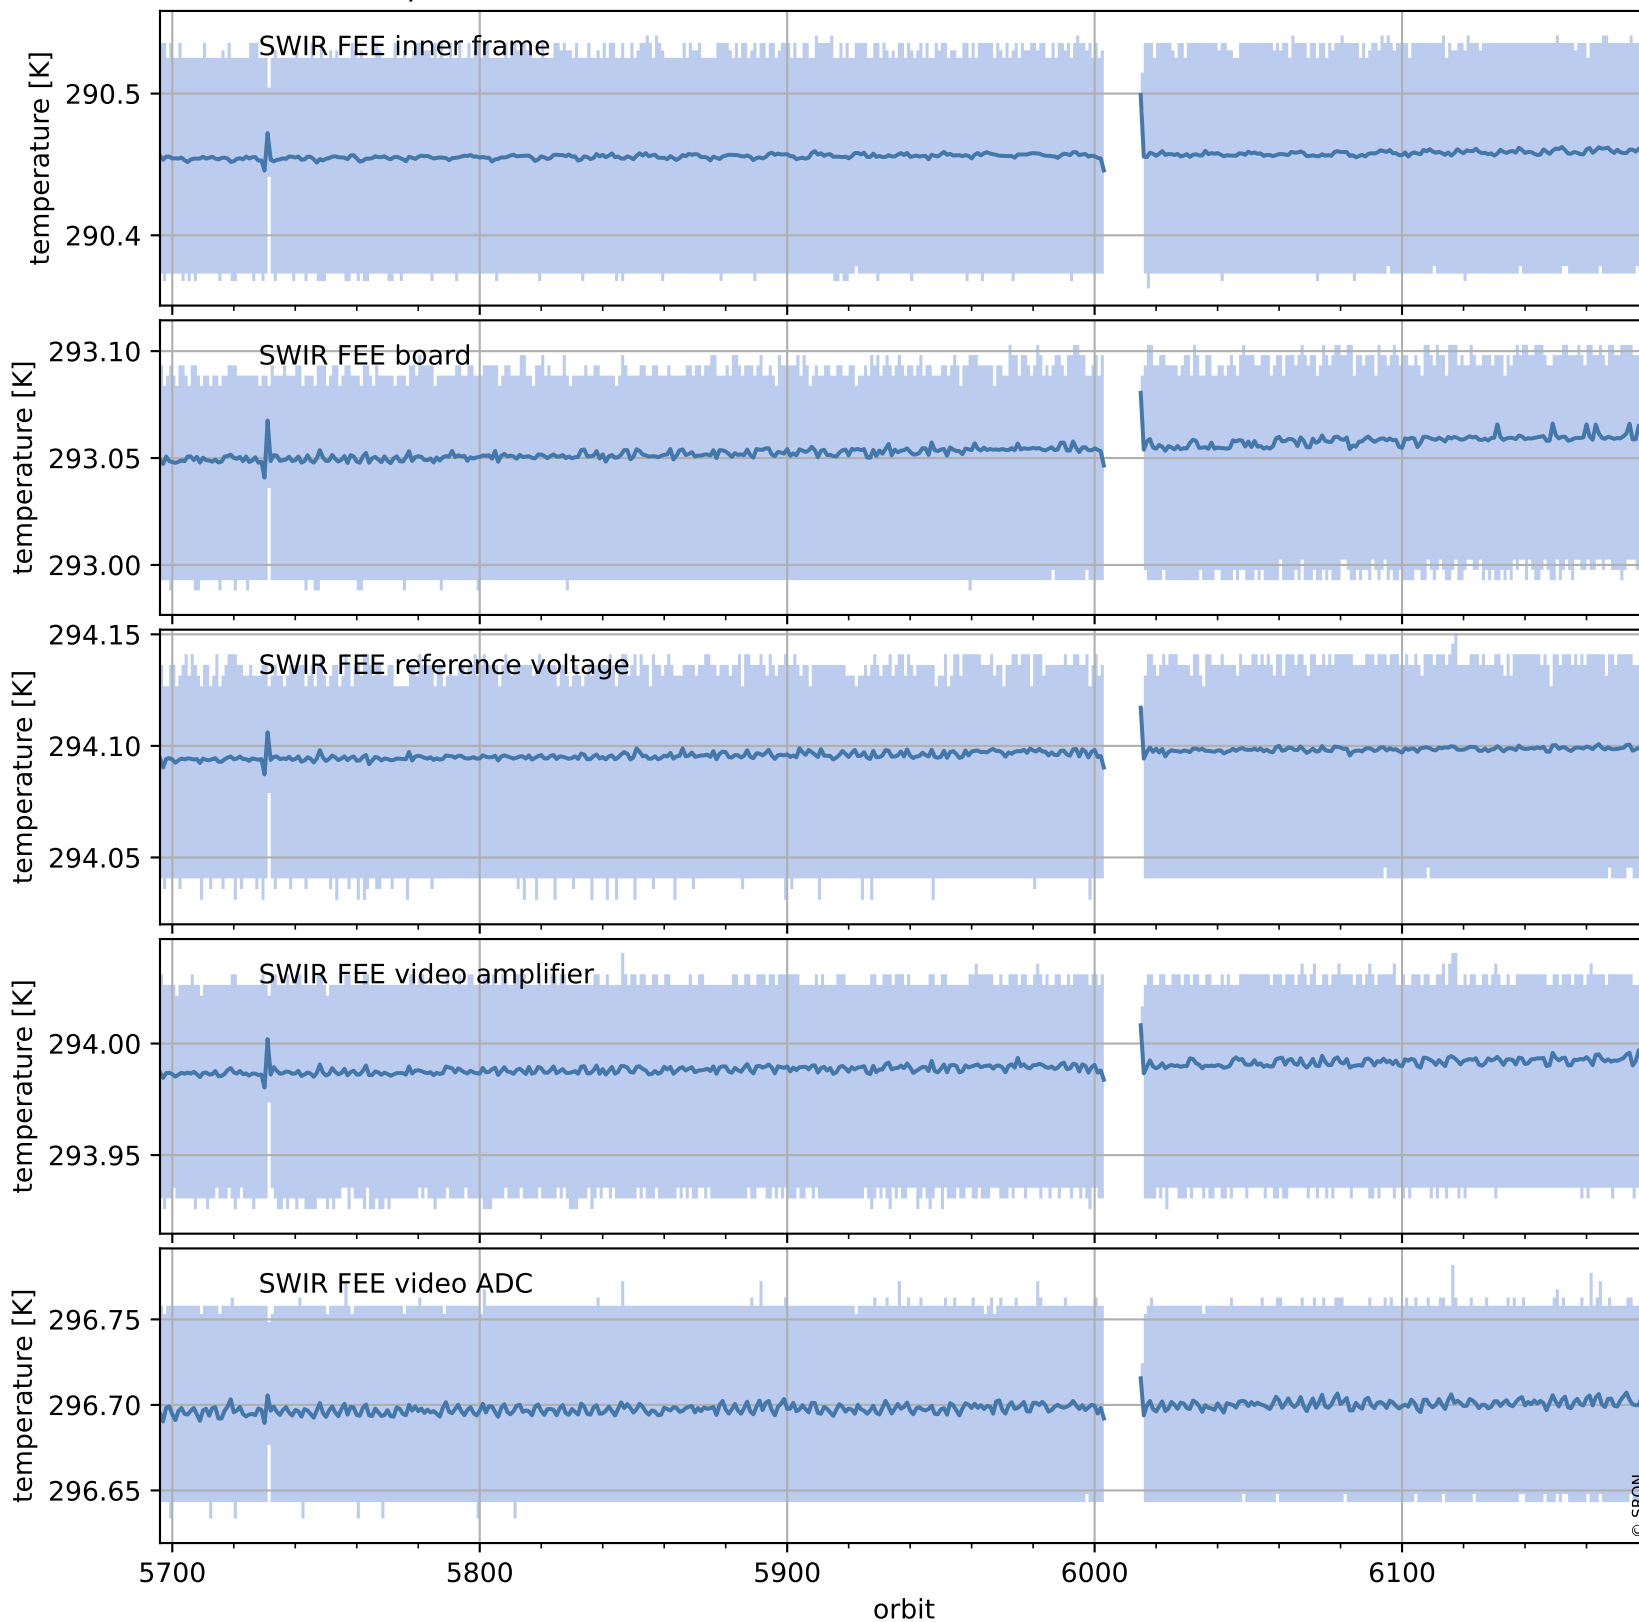 SWIR FEE inner frame
temperature [K]
290.5
290.4
SWIR FEE board
temperature [K]
293.10
293.05
293.00
SWIR FEE reference voltage
temperature [K]
294.15
294.10
294.05
SWIR FEE video amplifier
temperature [K]
294.00
293.95
SWIR FEE video ADC
temperature [K]
296.75
296.70
296.65
© SRON
5700 5800 5900 6000 6100
orbit